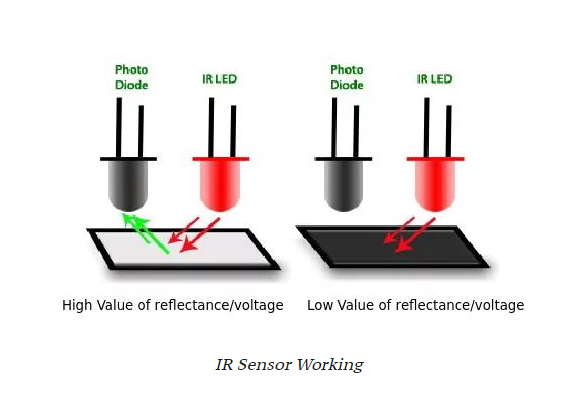 Photo
Diode
IR LED
Photo
Diode
IR LED
High Value of reflectance/voltage
Low Value of reflectance/voltage
IR Sensor Working